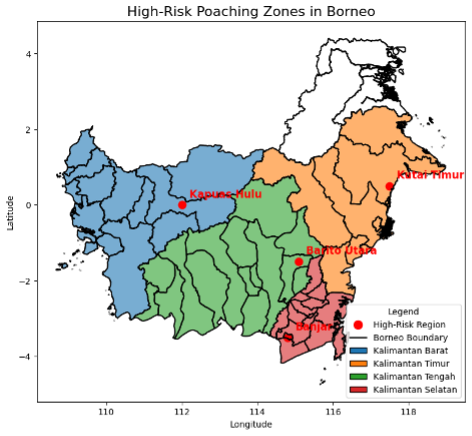 High-Risk Poaching Zones in Borneo
4
2
0
−2
−4
Latitude
Kutai Timur
Kapuas Hulu
Barito Utara
Banjar
Legend
High-Risk Region
Borneo Boundary
Kalimantan Barat
Kalimantan Timur
Kalimantan Tengah
Kalimantan Selatan
110
112
114
116
118
Longitude